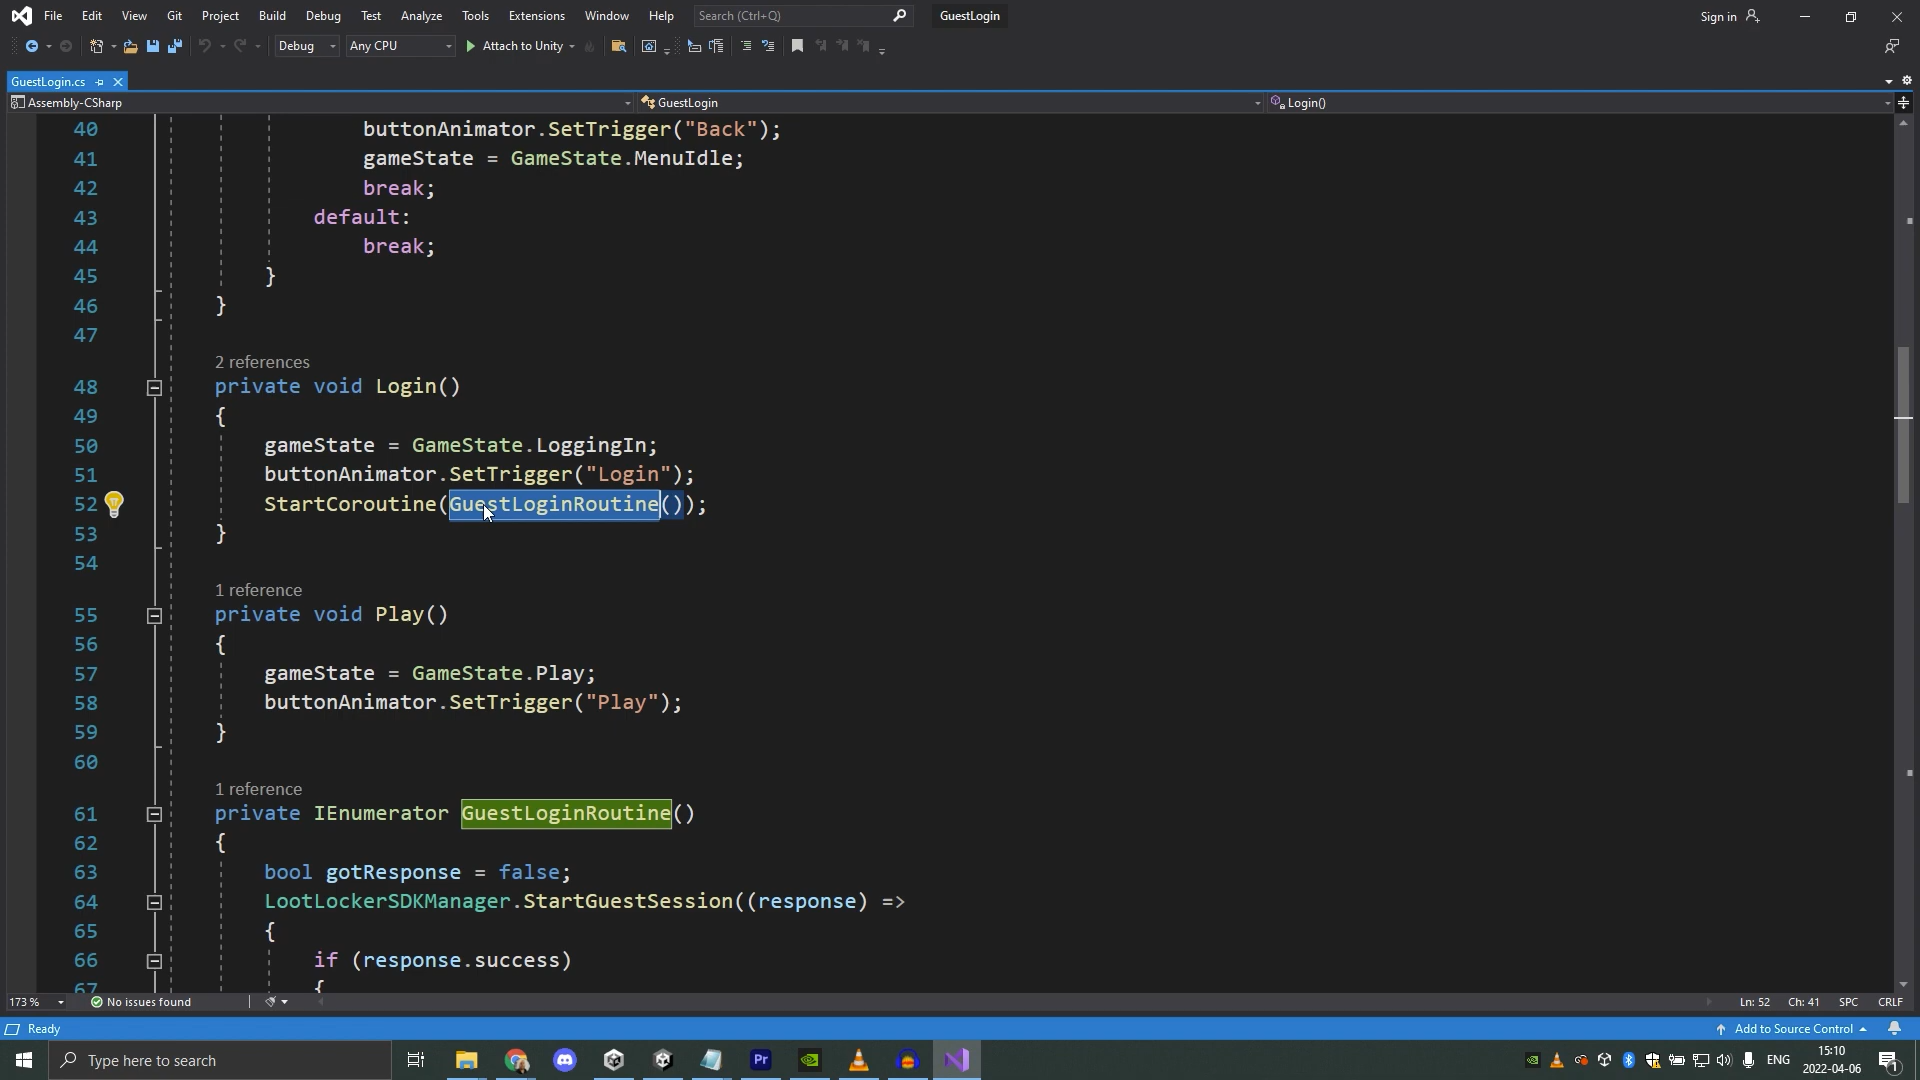 File Edit View Git Project Build Debug Test Analyze Tools Extensions Window Help Search (Ctrl+Q) GuestLogin Sign in
Debug Any CPU Attach to Unity
GuestLogin.cs
Assembly-CSharp GuestLogin Login()
40 buttonAnimator.SetTrigger("Back");
41 gameState = GameState.MenuIdle;
42 break;
43 default:
44 break;
45 }
46 }
47
2 references
48 private void Login()
49 {
50 gameState = GameState.LoggingIn;
51 buttonAnimator.SetTrigger("Login");
52 StartCoroutine(GuestLoginRoutine());
53 }
54
1 reference
55 private void Play()
56 {
57 gameState = GameState.Play;
58 buttonAnimator.SetTrigger("Play");
59 }
60
1 reference
61 private IEnumerator GuestLoginRoutine()
62 {
63 bool gotResponse = false;
64 LootLockerSDKManager.StartGuestSession((response) =>
65 {
66 if (response.success)
67 {
173 % No issues found Ln: 52 Ch: 41 SPC CRLF
Ready Add to Source Control
Type here to search Pr ENG 15:10
2022-04-06 1